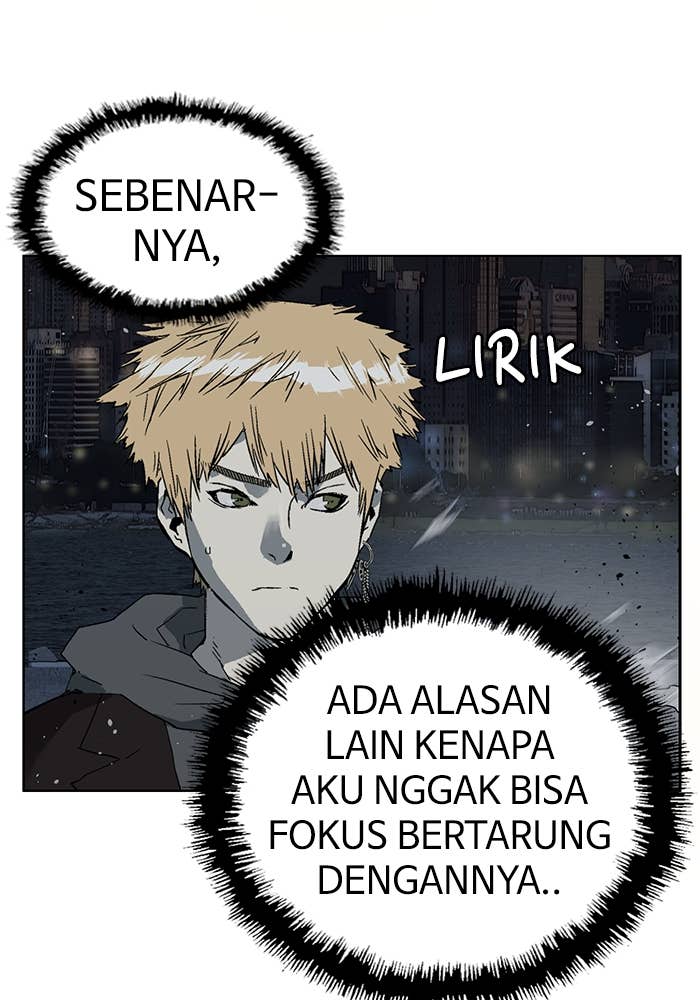 SEBENAR-
NYA,
LIRIK
ADA ALASAN
LAIN KENAPA
AKU NGGAK BISA
FOKUS BERTARUNG
DENGANNYA..